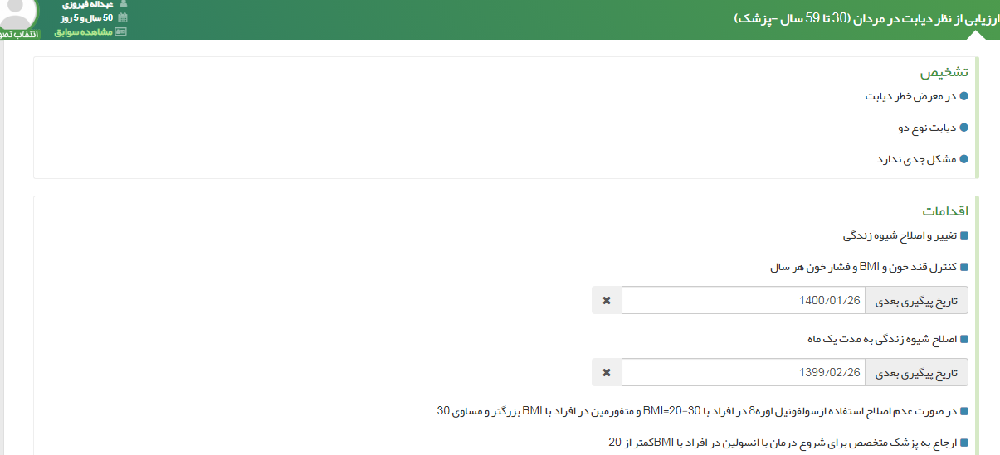 ارزیابی از نظر دیابت در مردان (30 تا 59 سال -پزشک)
عبداله فیروزی
50 سال و 5 روز
مشاهده سوابق
انتخاب تصو
تشخیص
در معرض خطر دیابت
دیابت نوع دو
مشکل جدی ندارد
اقدامات
تغییر و اصلاح شیوه زندگی
کنترل قند خون و BMI و فشار خون هر سال
تاریخ پیگیری بعدی 1400/01/26
اصلاح شیوه زندگی به مدت یک ماه
تاریخ پیگیری بعدی 1399/02/26
در صورت عدم اصلاح استفاده ازسولفونیل اوره8 در افراد با BMI=20-30 و متفورمین در افراد با BMI بزرگتر و مساوی 30
ارجاع به پزشک متخصص برای شروع درمان با انسولین در افراد با BMIکمتر از 20